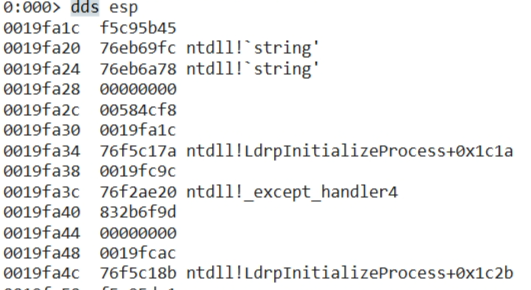 0:000> dds esp
0019fa1c  f5c95b45
0019fa20  76eb69fc ntdll!`string'
0019fa24  76eb6a78 ntdll!`string'
0019fa28  00000000
0019fa2c  00584cf8
0019fa30  0019fa1c
0019fa34  76f5c17a ntdll!LdrpInitializeProcess+0x1c1a
0019fa38  0019fc9c
0019fa3c  76f2ae20 ntdll!_except_handler4
0019fa40  832b6f9d
0019fa44  00000000
0019fa48  0019fcac
0019fa4c  76f5c18b ntdll!LdrpInitializeProcess+0x1c2b